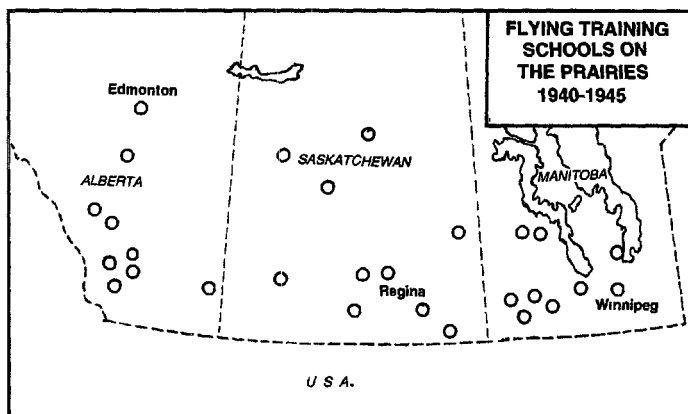 FLYING TRAINING
SCHOOLS ON
THE PRAIRIES
1940-1945
Edmonton
SASKATCHEWAN
ALBERTA
MANITOBA
Regina
Winnipeg
U S A.